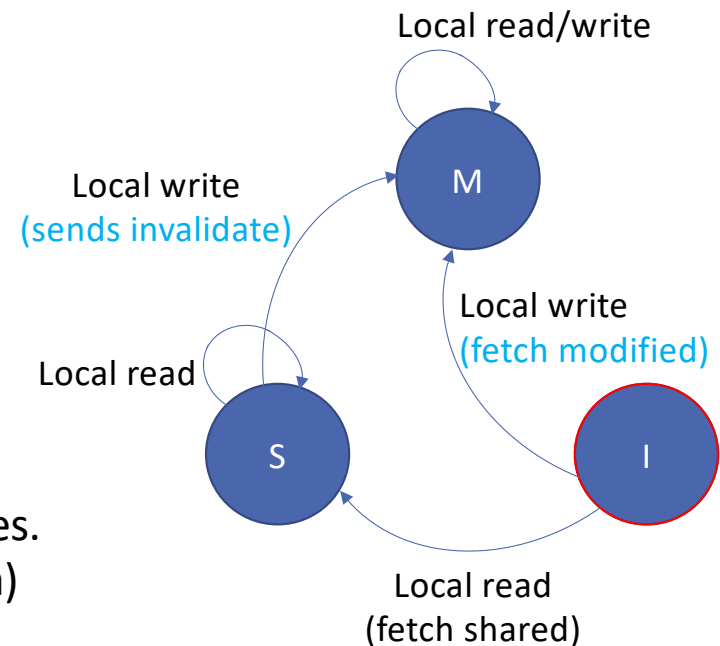 Local read/write
M
Local write
(sends invalidate)
Local write
(fetch modified)
Local read
S
I
es.
)
Local read
(fetch shared)